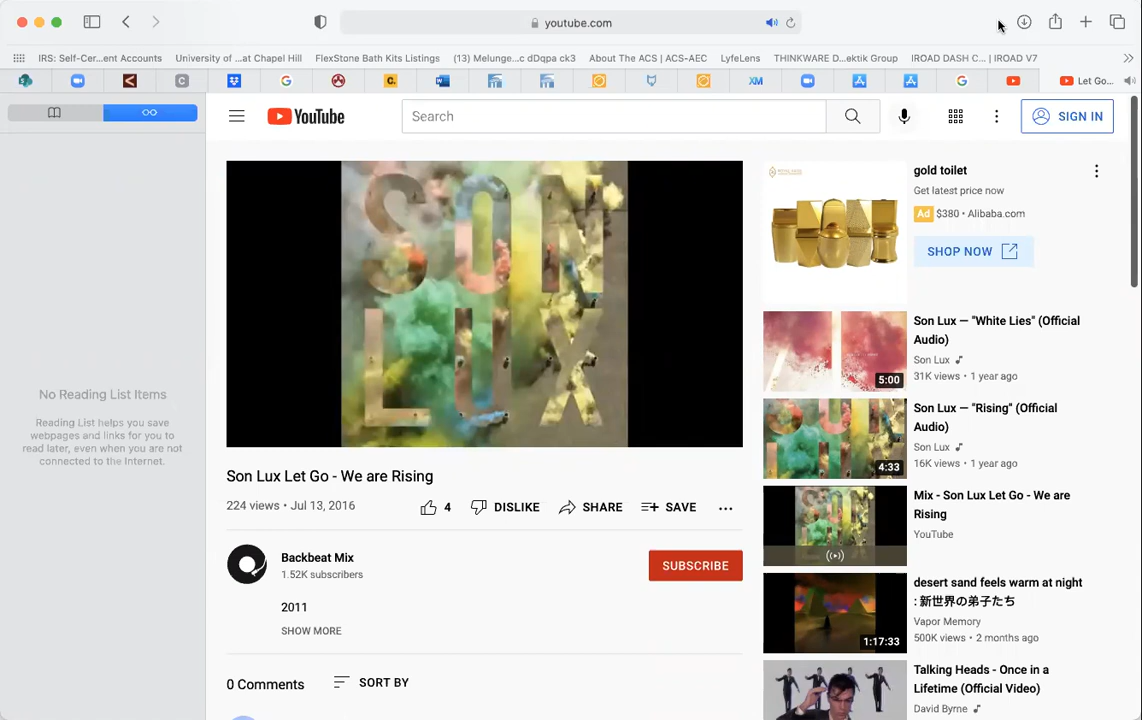 youtube.com
IRS: Self-Cer...ent Accounts
University of ...at Chapel Hill
FlexStone Bath Kits Listings
(13) Melunge...c dDqpa ck3
About The ACS | ACS-AEC
LyfeLens
THINKWARE D...ektik Group
IROAD DASH C... | IROAD V7
XM
Let Go...
YouTube
Search
SIGN IN
SON
LUX
gold toilet
Get latest price now
Ad $380 • Alibaba.com
SHOP NOW
Son Lux — "White Lies" (Official
Audio)
Son Lux
31K views • 1 year ago
5:00
Son Lux — "Rising" (Official
Audio)
Son Lux
16K views • 1 year ago
4:33
Mix - Son Lux Let Go - We are
Rising
YouTube
desert sand feels warm at night
: 新世界の弟子たち
Vapor Memory
500K views • 2 months ago
1:17:33
Talking Heads - Once in a
Lifetime (Official Video)
David Byrne
No Reading List Items
Reading List helps you save
webpages and links for you to
read later, even when you are not
connected to the Internet.
Son Lux Let Go - We are Rising
224 views • Jul 13, 2016
4 DISLIKE SHARE SAVE
Backbeat Mix
1.52K subscribers
SUBSCRIBE
2011
SHOW MORE
0 Comments
SORT BY